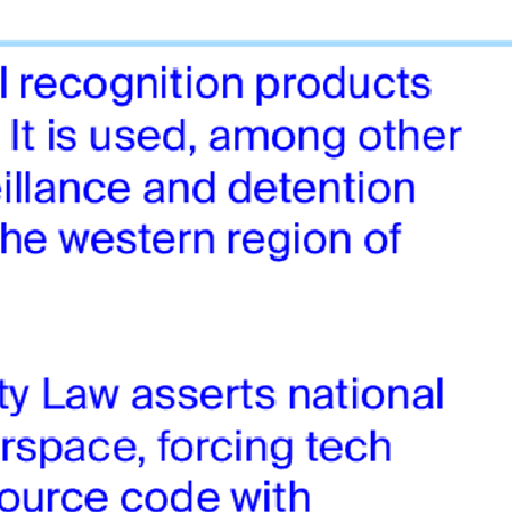 l recognition products
It is used, among other
eillance and detention
he western region of
ty Law asserts national
erspace, forcing tech
ource code with